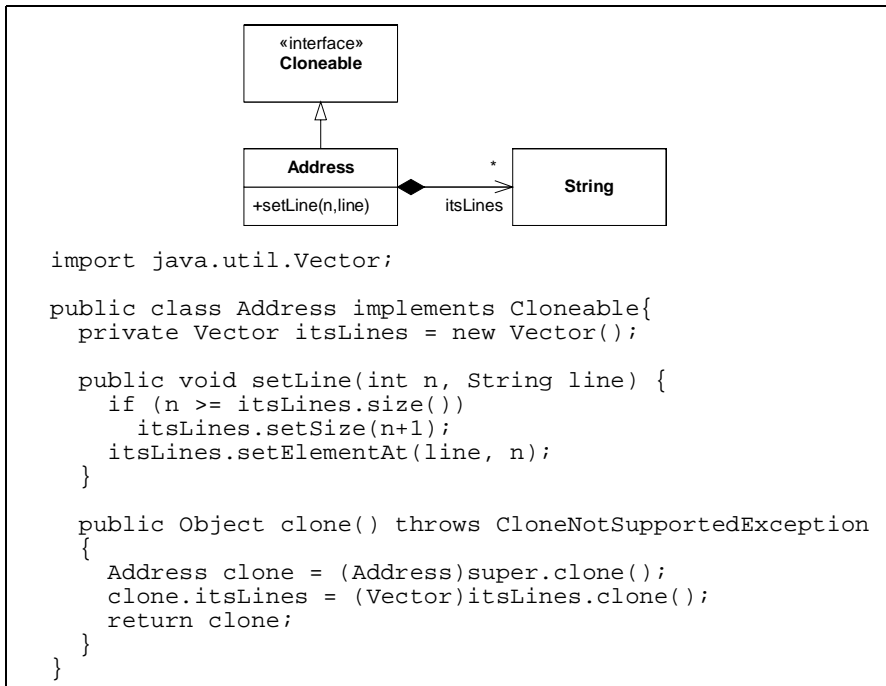 «interface»
Cloneable
Address
+setLine(n,line)
*
itsLines
String
import java.util.Vector;
public class Address implements Cloneable{
  private Vector itsLines = new Vector();
  public void setLine(int n, String line) {
    if (n >= itsLines.size())
      itsLines.setSize(n+1);
    itsLines.setElementAt(line, n);
  }
  public Object clone() throws CloneNotSupportedException
  {
    Address clone = (Address)super.clone();
    clone.itsLines = (Vector)itsLines.clone();
    return clone;
  }
}